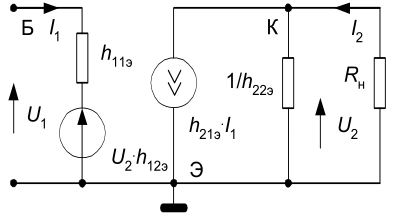 Б I₁ К I₂
h₁₁э 1/h₂₂э Rн
U₁ U₂·h₁₂э h₂₁э·I₁ U₂
Э